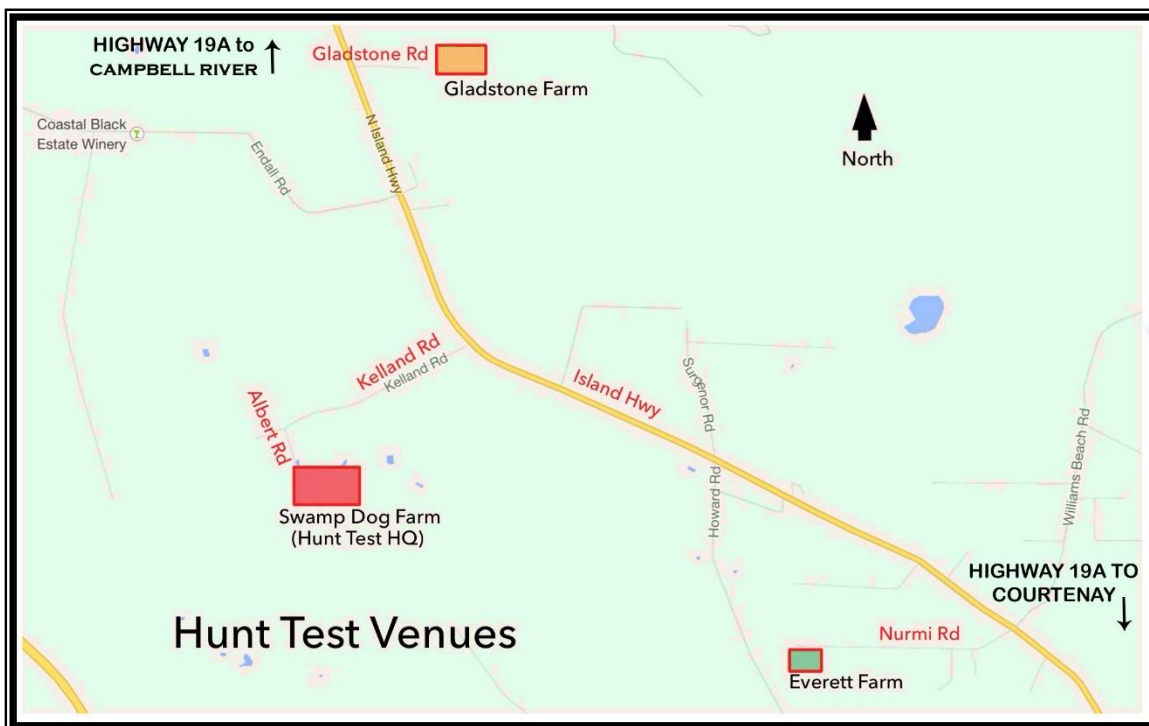 HIGHWAY 19A to
CAMPBELL RIVER
Gladstone Rd
Gladstone Farm
North
Coastal Black
Estate Winery
Endall Rd
N Island Hwy
Kelland Rd
Kelland Rd
Albert Rd
Island Hwy
Surgenor Rd
Williams Beach Rd
Howard Rd
Swamp Dog Farm
(Hunt Test HQ)
HIGHWAY 19A TO
COURTENAY
Hunt Test Venues
Nurmi Rd
Everett Farm